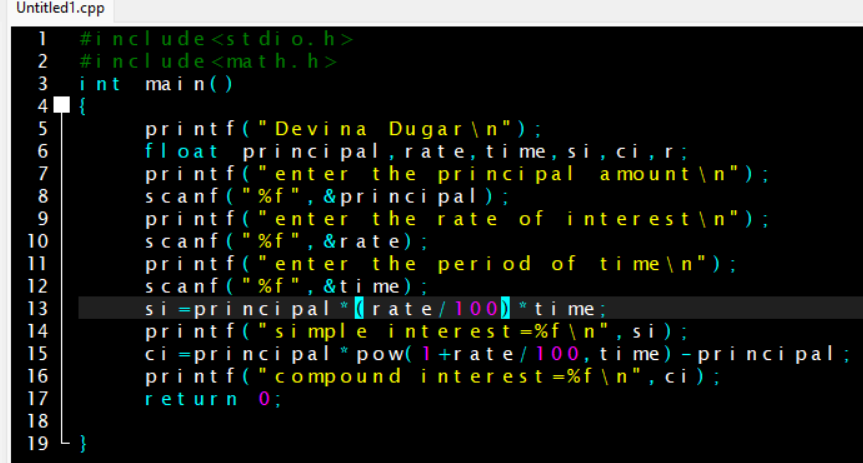 Untitled1.cpp
1 #include<stdio.h>
2 #include<math.h>
3 int main()
4 {
5 printf("Devina Dugar\n");
6 float principal,rate,time,si,ci,r;
7 printf("enter the principal amount\n");
8 scanf("%f",&principal);
9 printf("enter the rate of interest\n");
10 scanf("%f",&rate);
11 printf("enter the period of time\n");
12 scanf("%f",&time);
13 si=principal*(rate/100)*time;
14 printf("simple interest=%f\n",si);
15 ci=principal*pow(1+rate/100,time)-principal;
16 printf("compound interest=%f\n",ci);
17 return 0;
18
19 }